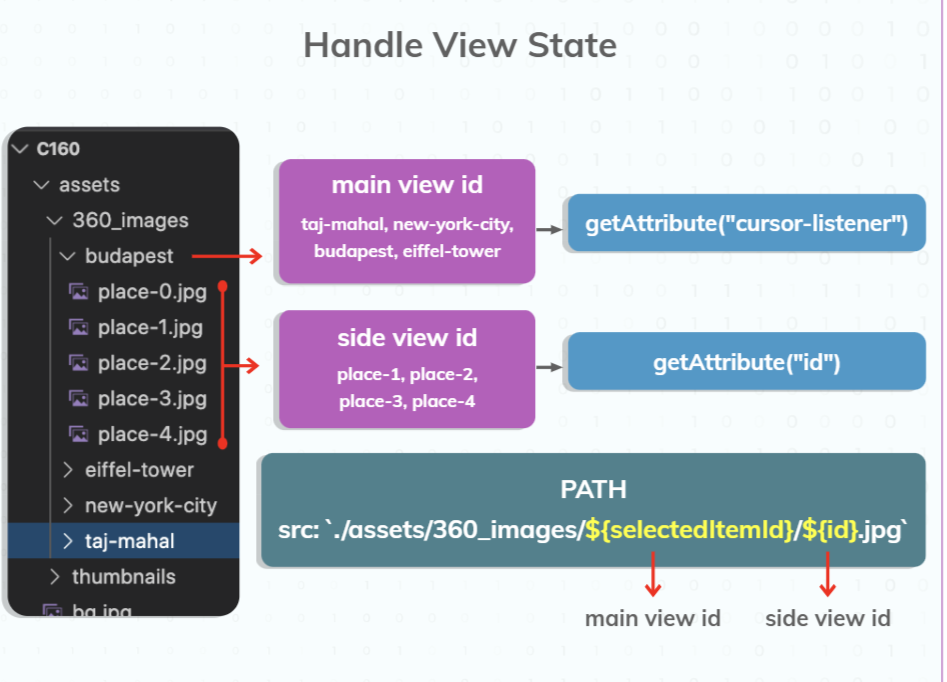 Handle View State
C160
assets
360_images
budapest
place-0.jpg
place-1.jpg
place-2.jpg
place-3.jpg
place-4.jpg
eiffel-tower
new-york-city
taj-mahal
thumbnails
bg.jpg
main view id
taj-mahal, new-york-city,
budapest, eiffel-tower
getAttribute("cursor-listener")
side view id
place-1, place-2,
place-3, place-4
getAttribute("id")
PATH
src: `./assets/360_images/${selectedItemId}/${id}.jpg`
main view id
side view id